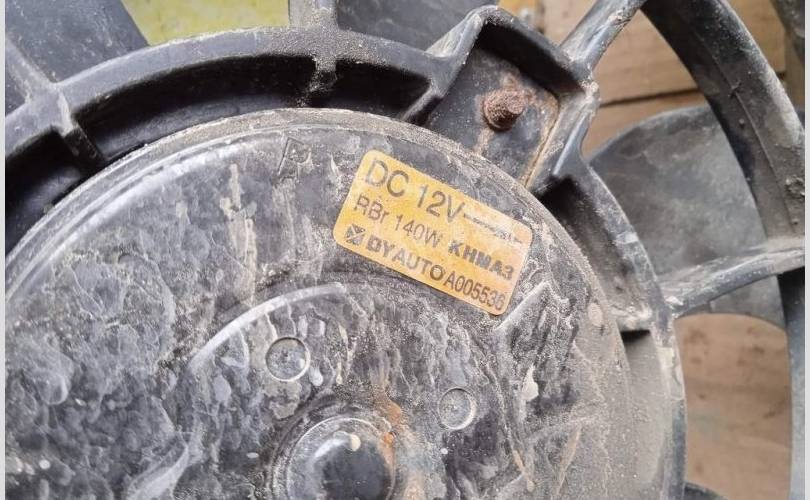 DC 12V
RBr 140W KHMA3
DYAUTO A005536